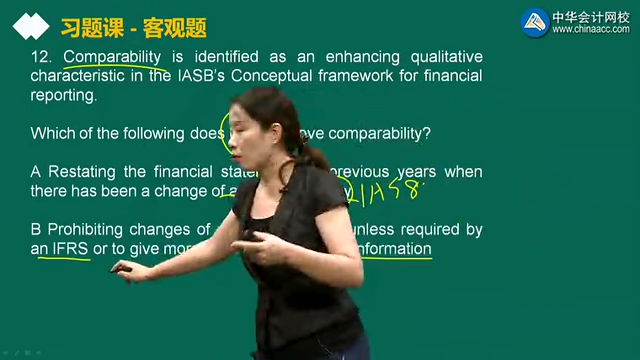 习题课 - 客观题
中华会计网校
www.chinaacc.com
12. Comparability is identified as an enhancing qualitative
characteristic in the IASB's Conceptual framework for financial
reporting.
Which of the following does ove comparability?
A Restating the financial previous years when
there has been a change of
IAS8
B Prohibiting changes of unless required by
an IFRS or to give information